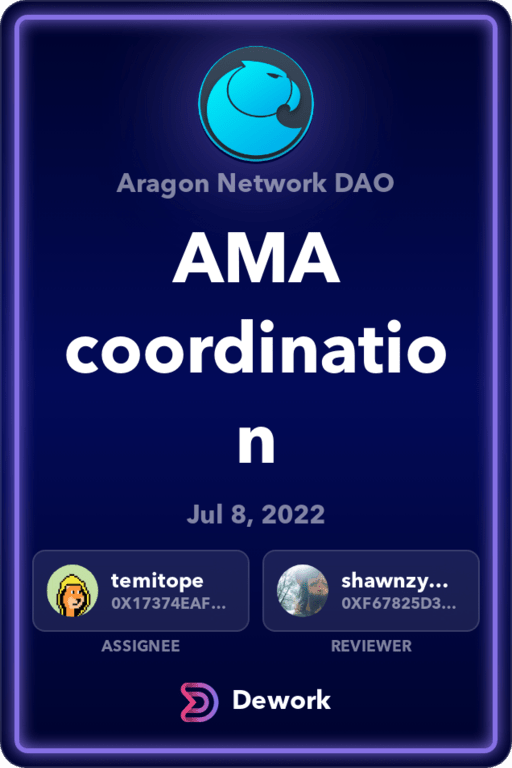 Aragon Network DAO
AMA
coordinatio
n
Jul 8, 2022
temitope
0X17374EAF...
shawnzy...
0XF67825D3...
ASSIGNEE
REVIEWER
Dework